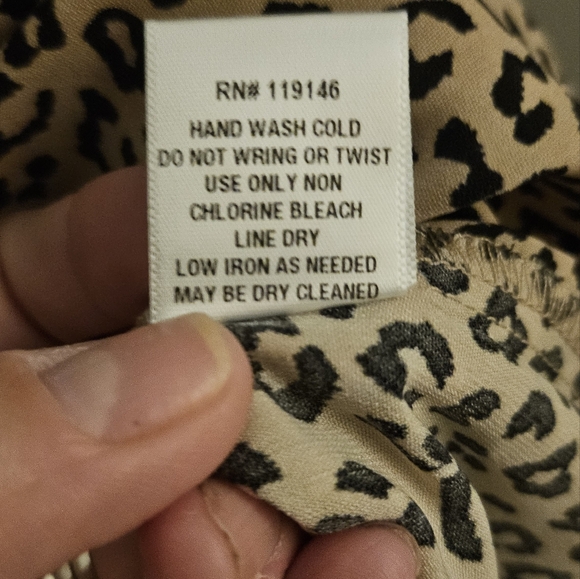 RN# 119146
HAND WASH COLD
DO NOT WRING OR TWIST
USE ONLY NON
CHLORINE BLEACH
LINE DRY
LOW IRON AS NEEDED
MAY BE DRY CLEANED